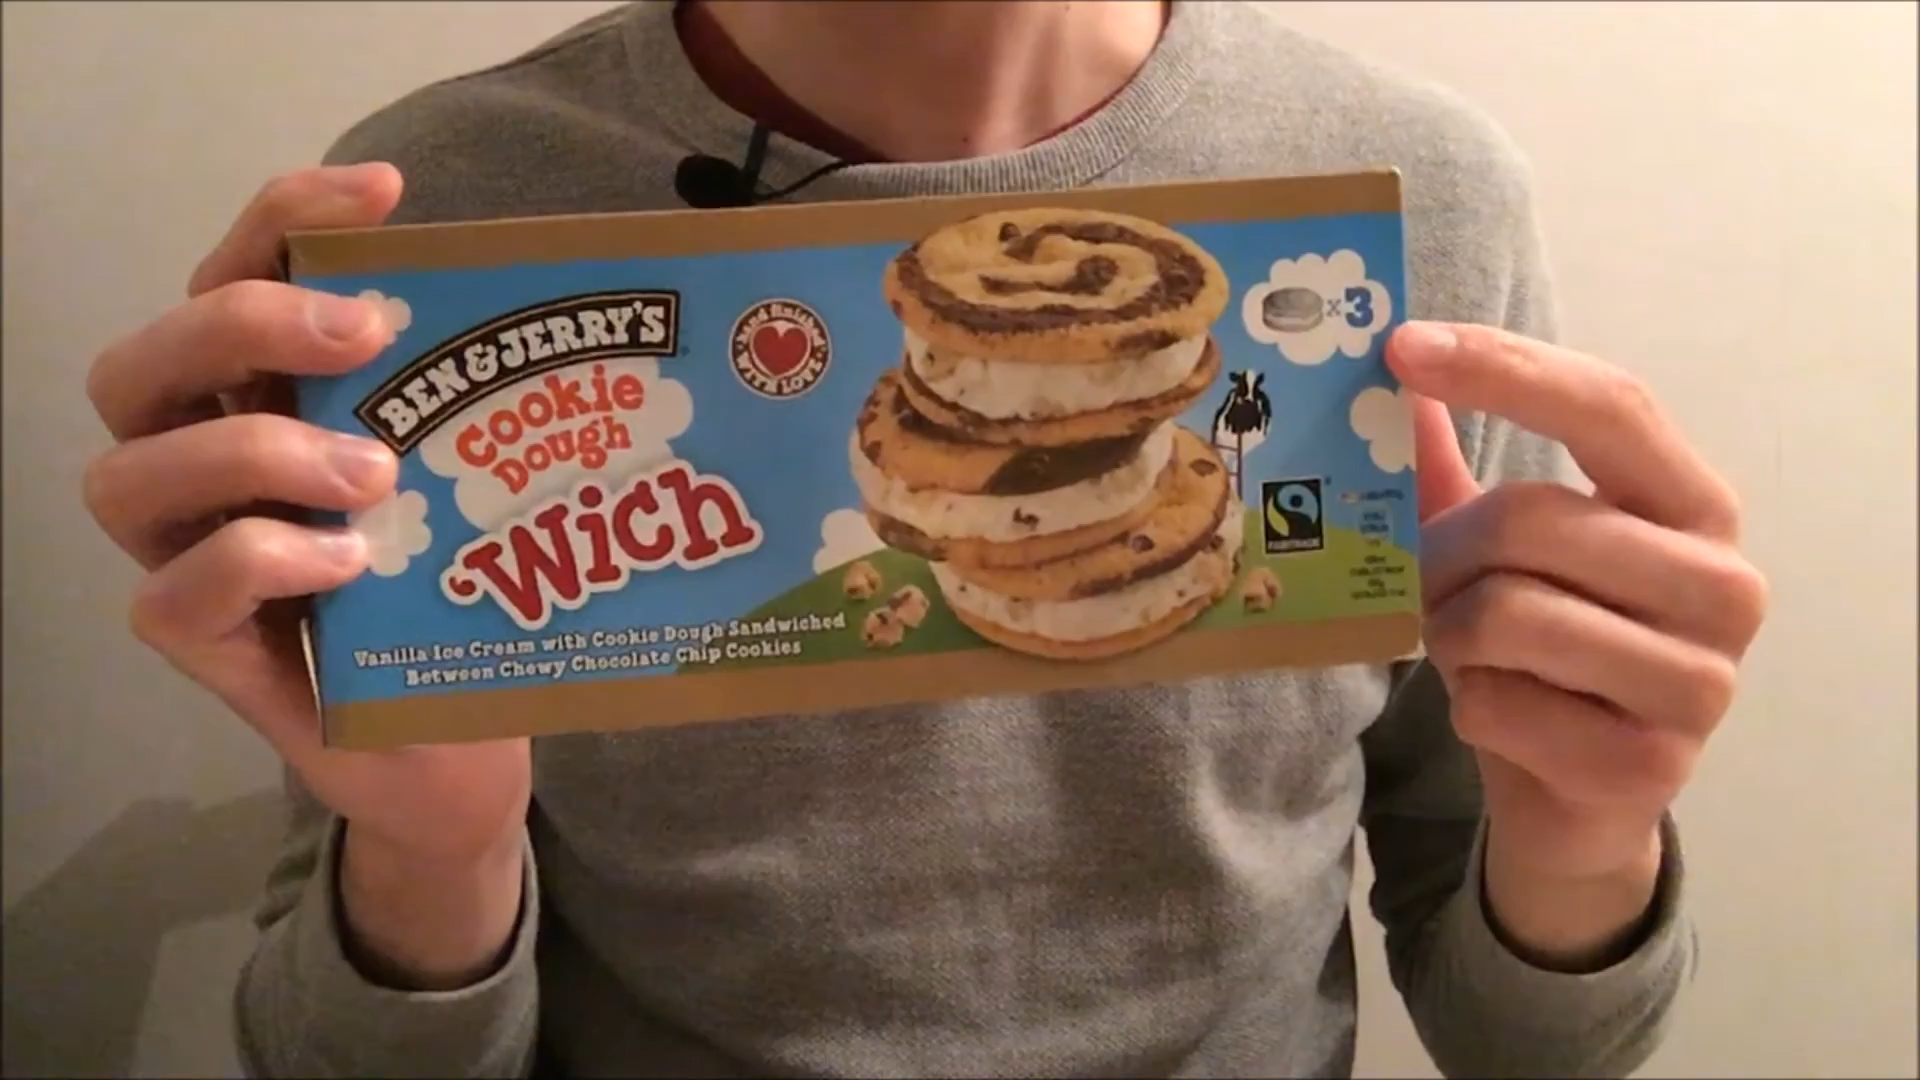 BEN & JERRY'S
Cookie
Dough
'Wich
hand finished
WITH LOVE
x3
FAIRTRADE
Vanilla Ice Cream with Cookie Dough Sandwiched
Between Chewy Chocolate Chip Cookies